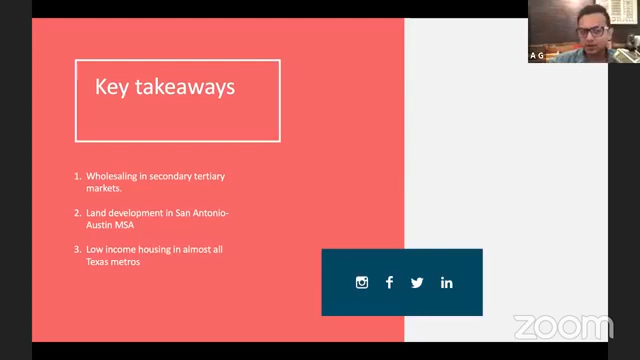 A G
Key takeaways
1. Wholesaling in secondary tertiary
markets.
2. Land development in San Antonio-
Austin MSA
3. Low income housing in almost all
Texas metros
zoom